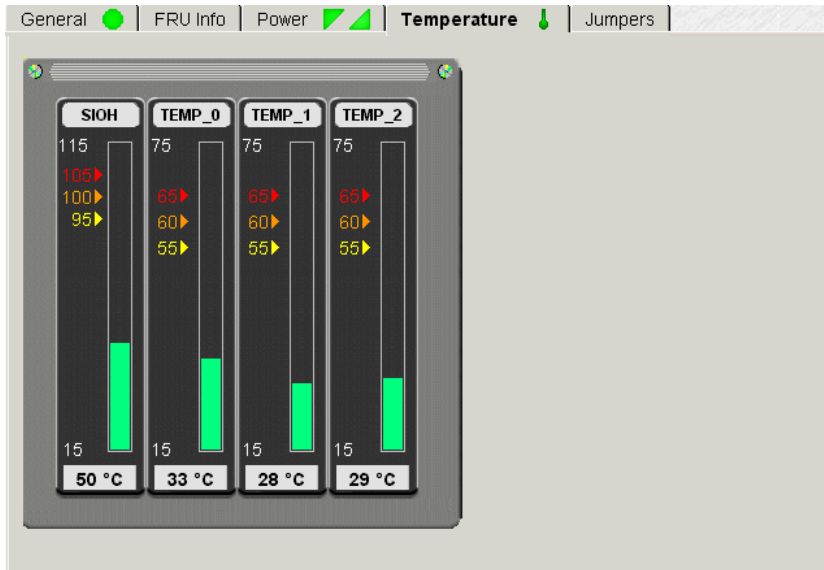 General FRU Info Power Temperature Jumpers
SIOH TEMP_0 TEMP_1 TEMP_2
115 75 75 75
105
100 65 65 65
95 60 60 60
55 55 55
15 15 15 15
50 °C 33 °C 28 °C 29 °C